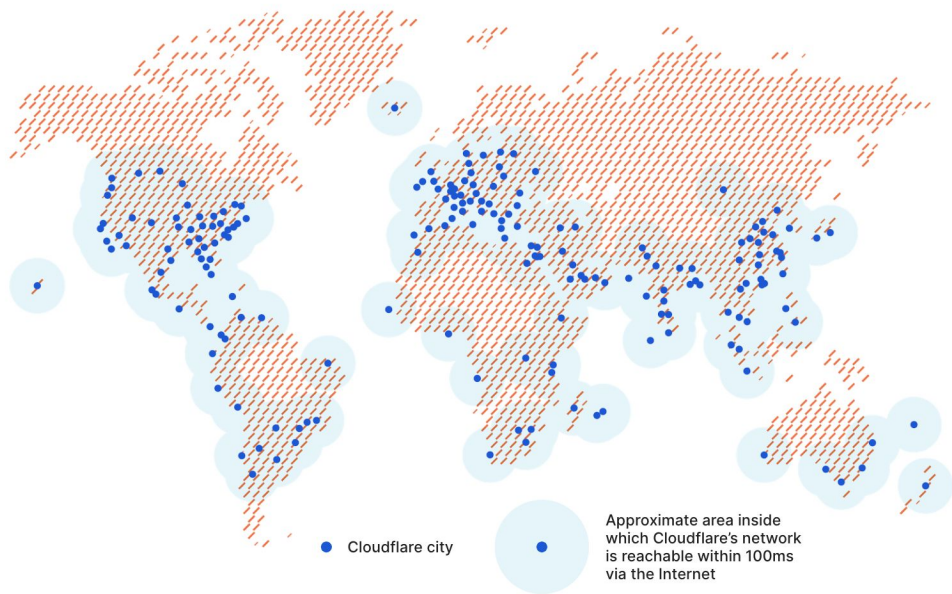 Cloudflare city
Approximate area inside
which Cloudflare's network
is reachable within 100ms
via the Internet